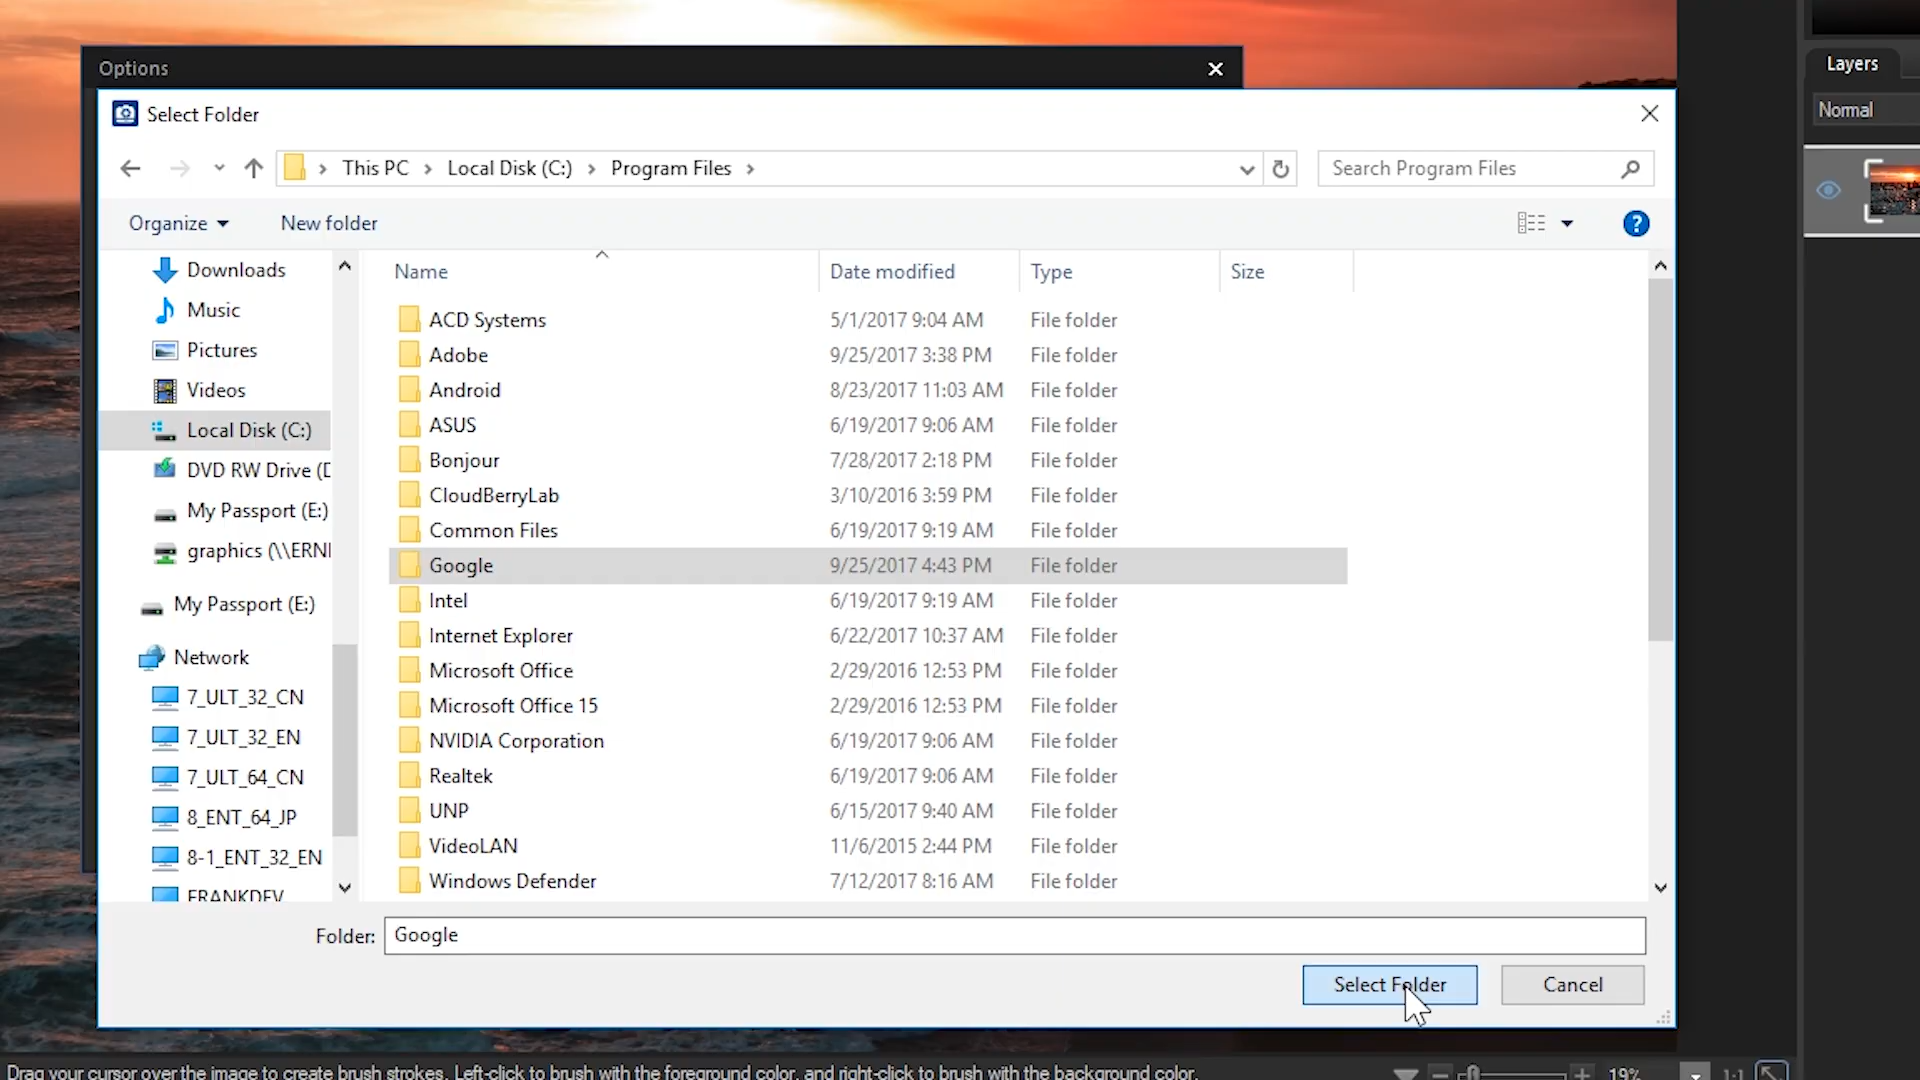 Options
Select Folder
This PC > Local Disk (C:) > Program Files >
Search Program Files
Organize
New folder
?
Downloads
Music
Pictures
Videos
Local Disk (C:)
DVD RW Drive (D
My Passport (E:)
graphics (\\ERNI
My Passport (E:)
Network
7_ULT_32_CN
7_ULT_32_EN
7_ULT_64_CN
8_ENT_64_JP
8-1_ENT_32_EN
FRANKDEV
Name Date modified Type Size
ACD Systems 5/1/2017 9:04 AM File folder
Adobe 9/25/2017 3:38 PM File folder
Android 8/23/2017 11:03 AM File folder
ASUS 6/19/2017 9:06 AM File folder
Bonjour 7/28/2017 2:18 PM File folder
CloudBerryLab 3/10/2016 3:59 PM File folder
Common Files 6/19/2017 9:19 AM File folder
Google 9/25/2017 4:43 PM File folder
Intel 6/19/2017 9:19 AM File folder
Internet Explorer 6/22/2017 10:37 AM File folder
Microsoft Office 2/29/2016 12:53 PM File folder
Microsoft Office 15 2/29/2016 12:53 PM File folder
NVIDIA Corporation 6/19/2017 9:06 AM File folder
Realtek 6/19/2017 9:06 AM File folder
UNP 6/15/2017 9:40 AM File folder
VideoLAN 11/6/2015 2:44 PM File folder
Windows Defender 7/12/2017 8:16 AM File folder
Folder: Google
Select Folder
Cancel
Layers
Normal
Drag your cursor over the image to create brush strokes. Left-click to brush with the foreground color, and right-click to brush with the background color.
19%
1:1